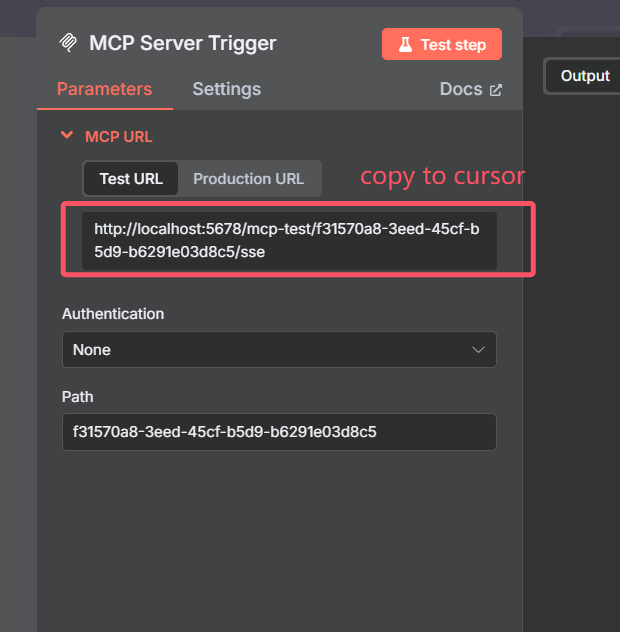 MCP Server Trigger
Test step
Parameters
Settings
Docs
Output
MCP URL
Test URL
Production URL
copy to cursor
http://localhost:5678/mcp-test/f31570a8-3eed-45cf-b
5d9-b6291e03d8c5/sse
Authentication
None
Path
f31570a8-3eed-45cf-b5d9-b6291e03d8c5